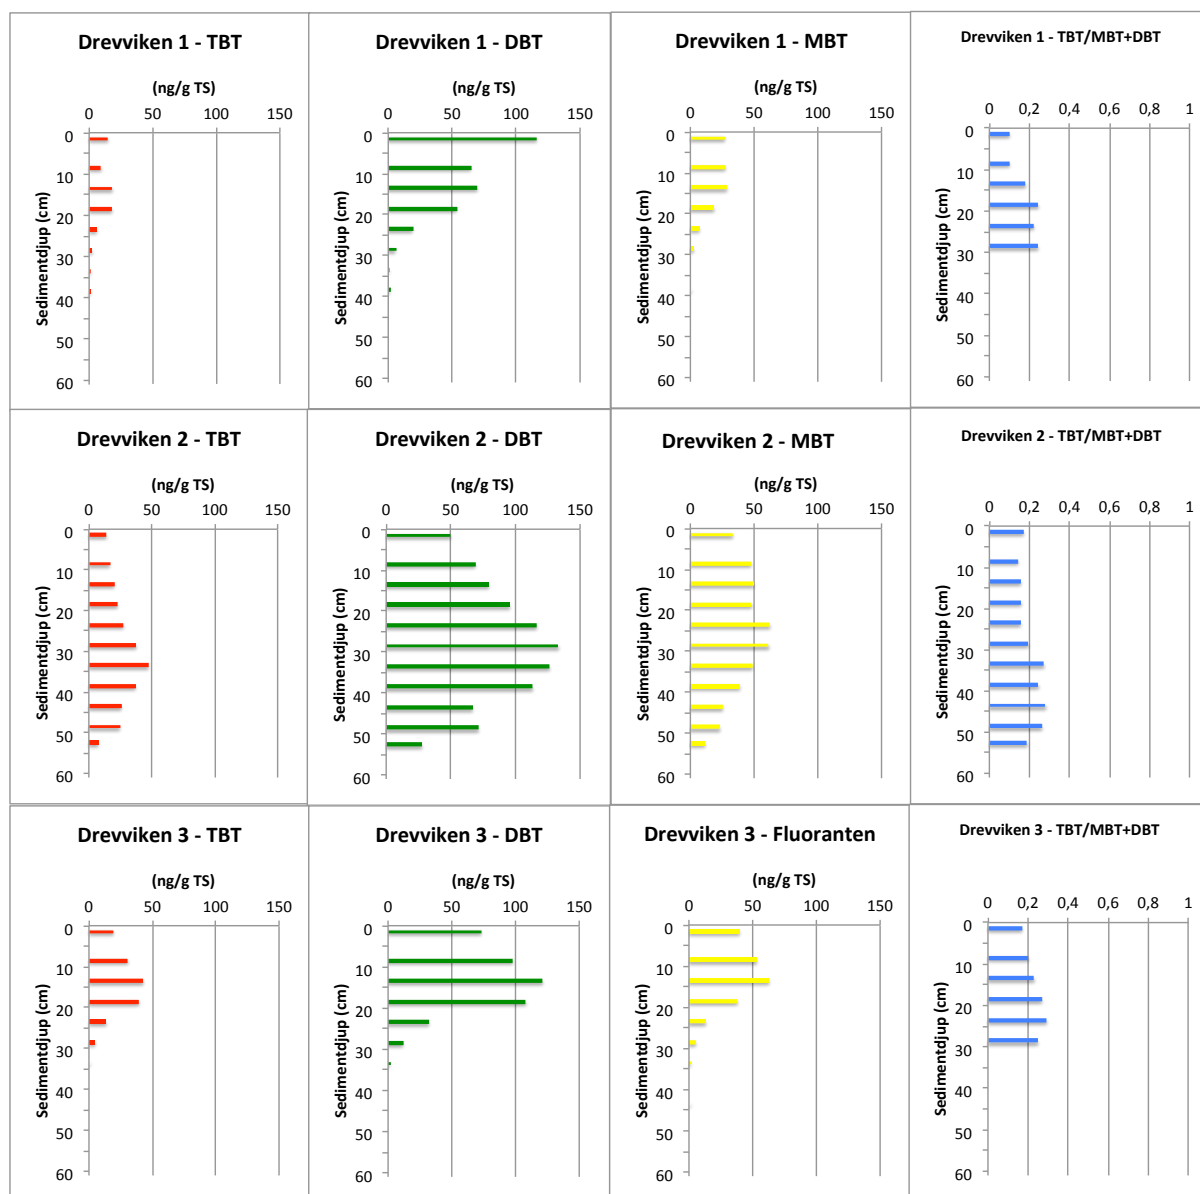 Drevviken 1 - TBT
(ng/g TS)
0 50 100 150
0
10
20
30
40
50
60
Sedimentdjup (cm)
Drevviken 1 - DBT
(ng/g TS)
0 50 100 150
0
10
20
30
40
50
60
Sedimentdjup (cm)
Drevviken 1 - MBT
(ng/g TS)
0 50 100 150
0
10
20
30
40
50
60
Sedimentdjup (cm)
Drevviken 1 - TBT/MBT+DBT
0 0,2 0,4 0,6 0,8 1
0
10
20
30
40
50
60
Sedimentdjup (cm)
Drevviken 2 - TBT
(ng/g TS)
0 50 100 150
0
10
20
30
40
50
60
Sedimentdjup (cm)
Drevviken 2 - DBT
(ng/g TS)
0 50 100 150
0
10
20
30
40
50
60
Sedimentdjup (cm)
Drevviken 2 - MBT
(ng/g TS)
0 50 100 150
0
10
20
30
40
50
60
Sedimentdjup (cm)
Drevviken 2 - TBT/MBT+DBT
0 0,2 0,4 0,6 0,8 1
0
10
20
30
40
50
60
Sedimentdjup (cm)
Drevviken 3 - TBT
(ng/g TS)
0 50 100 150
0
10
20
30
40
50
60
Sedimentdjup (cm)
Drevviken 3 - DBT
(ng/g TS)
0 50 100 150
0
10
20
30
40
50
60
Sedimentdjup (cm)
Drevviken 3 - Fluoranten
(ng/g TS)
0 50 100 150
0
10
20
30
40
50
60
Sedimentdjup (cm)
Drevviken 3 - TBT/MBT+DBT
0 0,2 0,4 0,6 0,8 1
0
10
20
30
40
50
60
Sedimentdjup (cm)